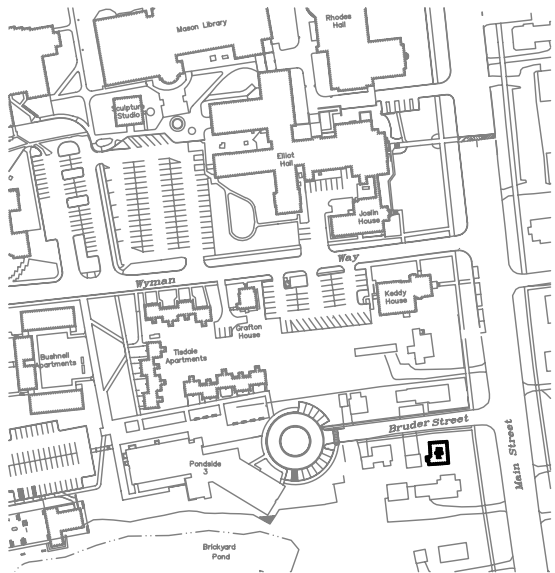 Mason Library
Rhodes
Hall
Sculpture
Studio
Elliot
Hall
Joslin
House
Way
Wyman
Keddy
House
Grafton
House
Tisdale
Apartments
Bushnell
Apartments
Bruder Street
Main Street
Pondside
3
Brickyard
Pond